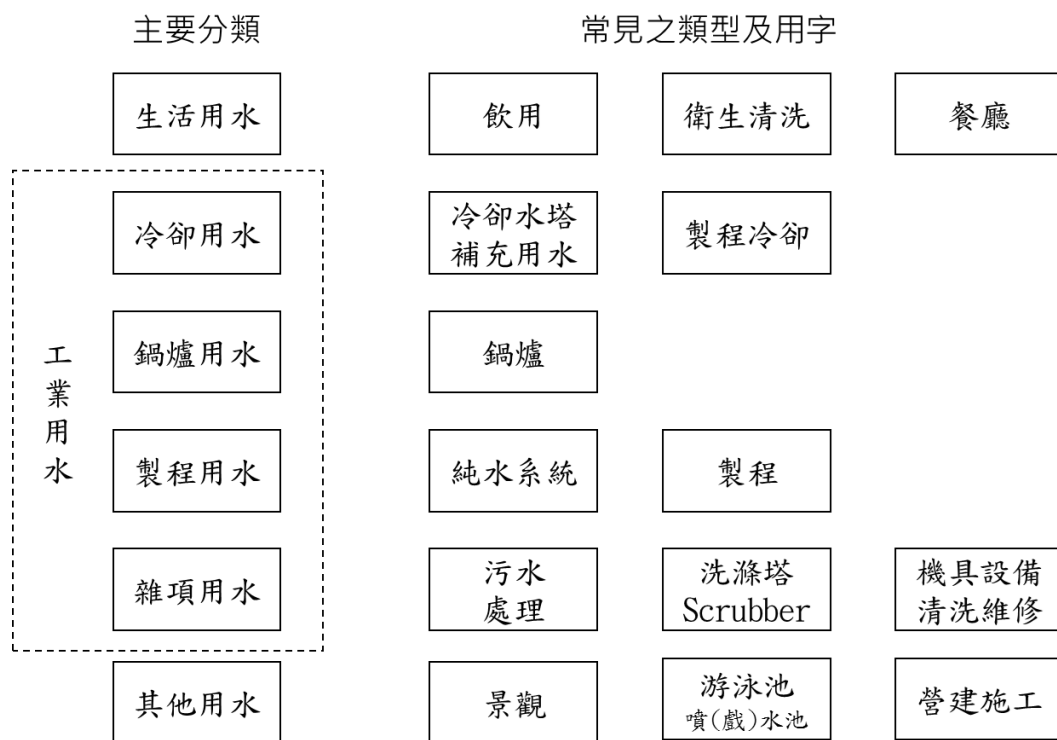 主要分類
常見之類型及用字
生活用水
飲用
衛生清洗
餐廳
工業用水
冷卻用水
冷卻水塔
補充用水
製程冷卻
鍋爐用水
鍋爐
製程用水
純水系統
製程
雜項用水
污水
處理
洗滌塔
Scrubber
機具設備
清洗維修
其他用水
景觀
游泳池
噴(戲)水池
營建施工